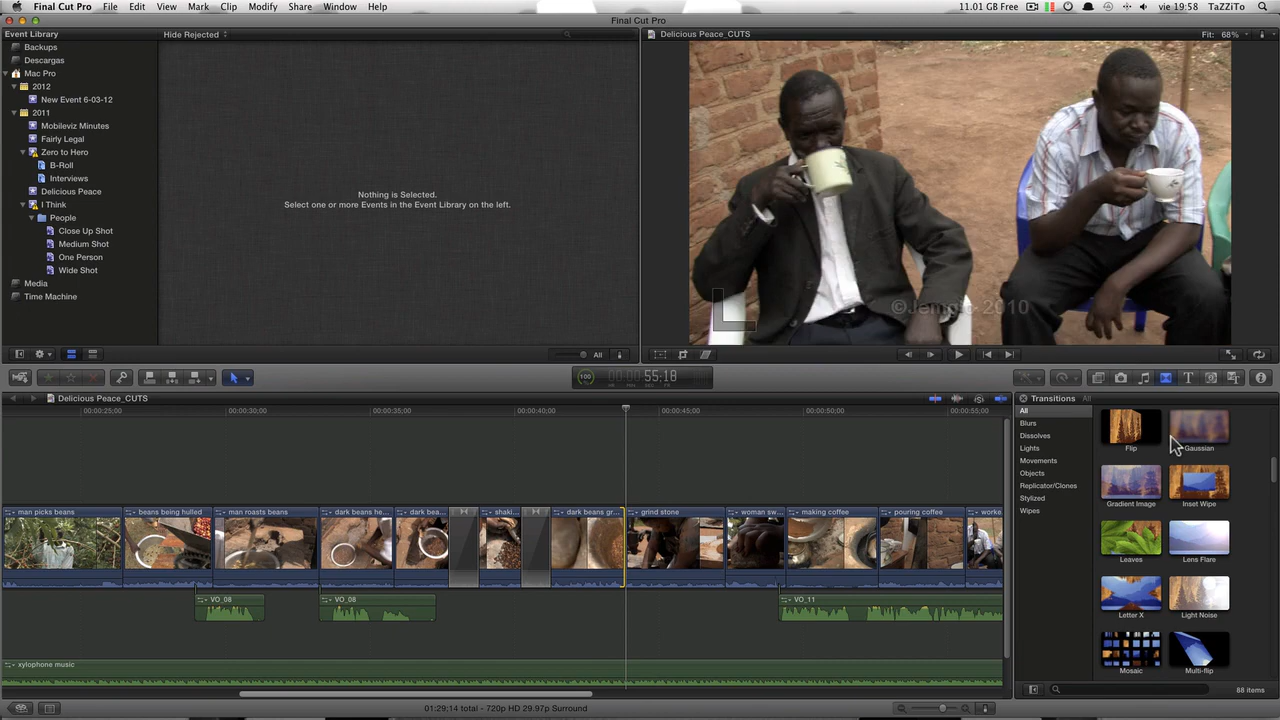 Final Cut Pro File Edit View Mark Clip Modify Share Window Help 11.01 GB Free vie 19:58 TaZZiTo
Final Cut Pro
Event Library
Hide Rejected
Backups
Descargas
Mac Pro
2012
New Event 6-03-12
2011
Mobileviz Minutes
Fairly Legal
Zero to Hero
B-Roll
Interviews
Delicious Peace
I Think
People
Close Up Shot
Medium Shot
One Person
Wide Shot
Media
Time Machine
Nothing is Selected.
Select one or more Events in the Event Library on the left.
All
Delicious Peace_CUTS
Fit: 68%
2010
100
55:18
Delicious Peace_CUTS
00:00:25;00 00:00:30;00 00:00:35;00 00:00:40;00 00:00:45;00 00:00:50;00 00:00:55;00
man picks beans beans being hulled man roasts beans dark beans he... dark bea... shaki... dark beans gr... grind stone woman sw... making coffee pouring coffee worke
VO_08 VO_08 VO_11
xylophone music
Transitions All
All
Blurs
Dissolves
Lights
Movements
Objects
Replicator/Clones
Stylized
Wipes
Flip Gaussian
Gradient Image Inset Wipe
Leaves Lens Flare
Letter X Light Noise
Mosaic Multi-flip
88 items
01:29:14 total - 720p HD 29.97p Surround